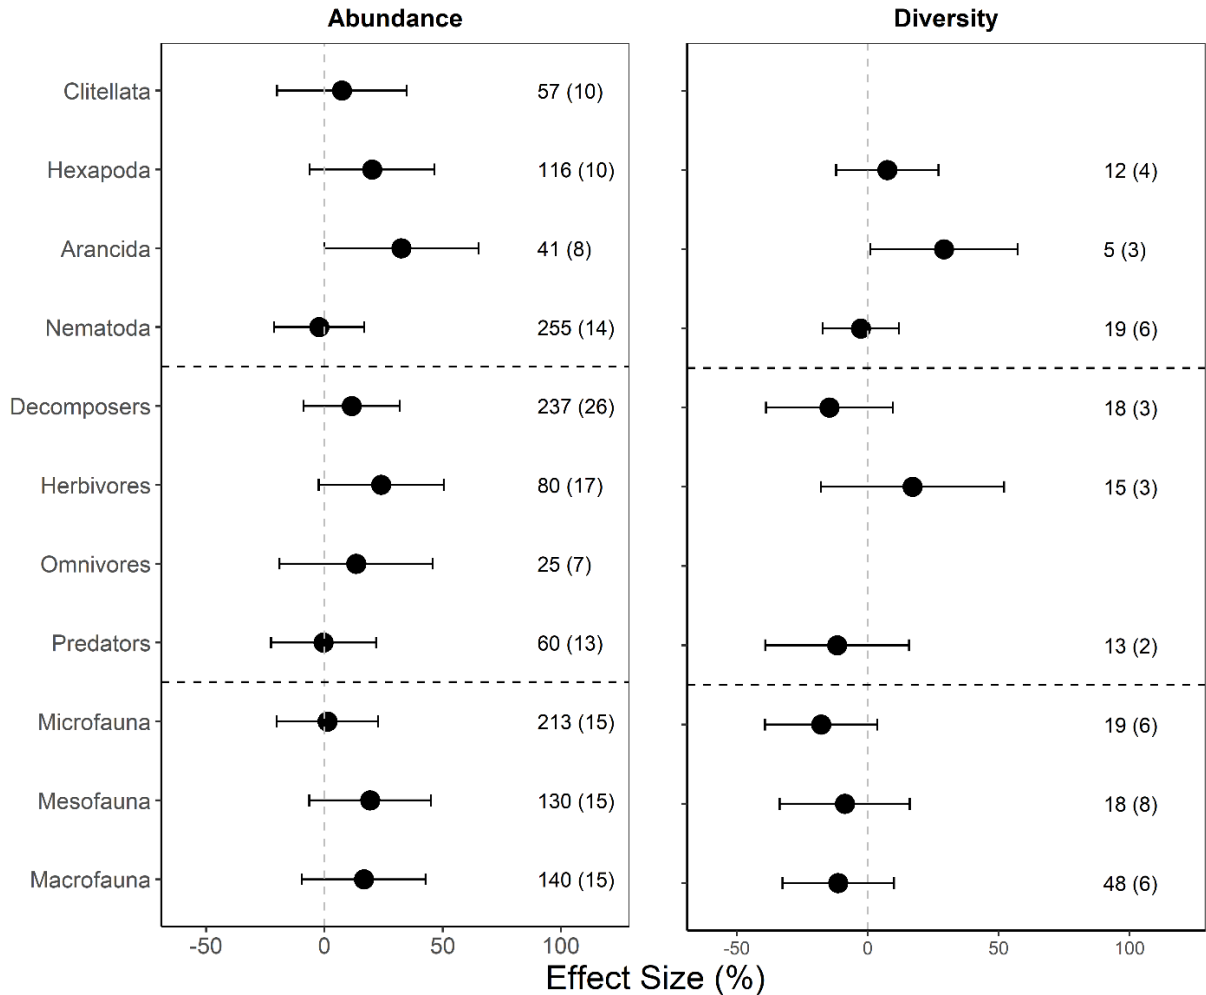 Abundance Diversity
Clitellata 57 (10)
Hexapoda 116 (10) 12 (4)
Arancida 41 (8) 5 (3)
Nematoda 255 (14) 19 (6)
Decomposers 237 (26) 18 (3)
Herbivores 80 (17) 15 (3)
Omnivores 25 (7)
Predators 60 (13) 13 (2)
Microfauna 213 (15) 19 (6)
Mesofauna 130 (15) 18 (8)
Macrofauna 140 (15) 48 (6)
-50 0 50 100 -50 0 50 100
Effect Size (%)